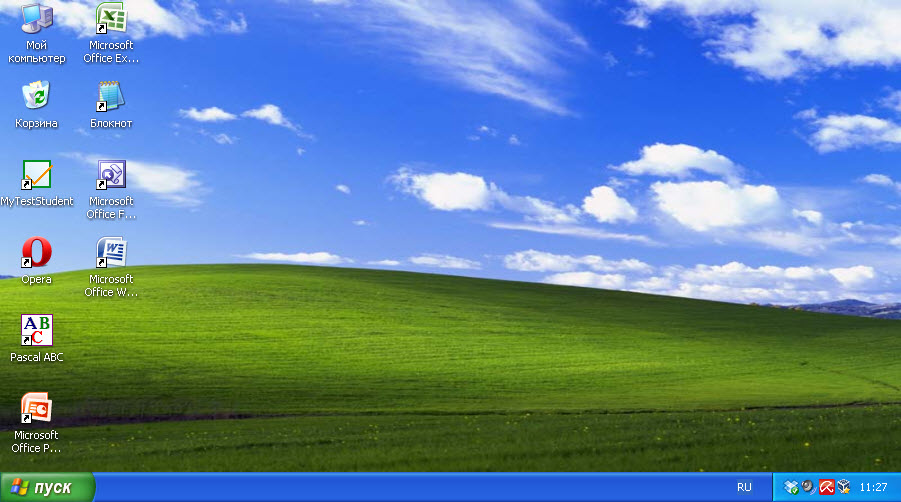 Мой
компьютер
Корзина
MyTestStudent
Opera
ABC
Pascal ABC
Microsoft
Office P...
Microsoft
Office Ex...
Блокнот
Microsoft
Office F...
Microsoft
Office W...
пуск
RU
11:27